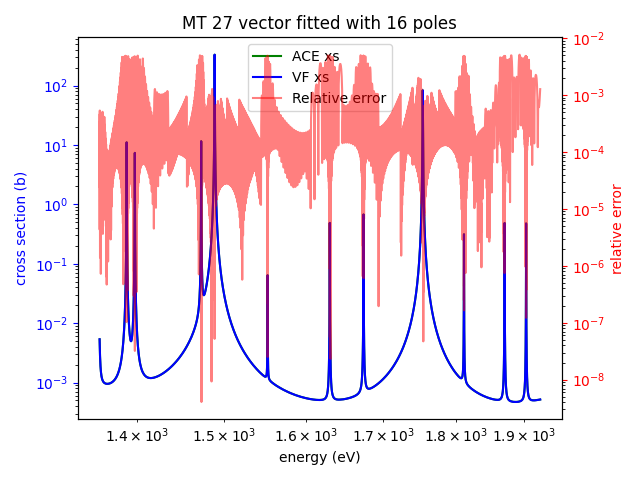 MT 27 vector fitted with 16 poles
ACE xs
VF xs
Relative error
cross section (b)
10²
10¹
10⁰
10⁻¹
10⁻²
10⁻³
relative error
10⁻²
10⁻³
10⁻⁴
10⁻⁵
10⁻⁶
10⁻⁷
10⁻⁸
1.4 × 10³ 1.5 × 10³ 1.6 × 10³ 1.7 × 10³ 1.8 × 10³ 1.9 × 10³
energy (eV)